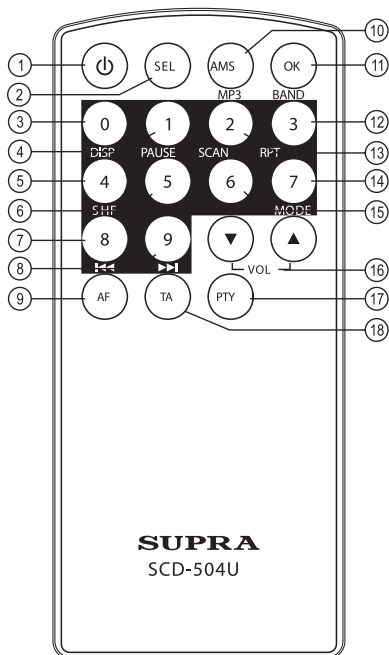 SEL AMS OK
MP3 BAND
0 1 2 3
DISP PAUSE SCAN RPT
4 5 6 7
SHF MODE
8 9 ▼ ▲
VOL
AF TA PTY
SUPRA
SCD-504U
1
2
3
4
5
6
7
8
9
10
11
12
13
14
15
16
17
18